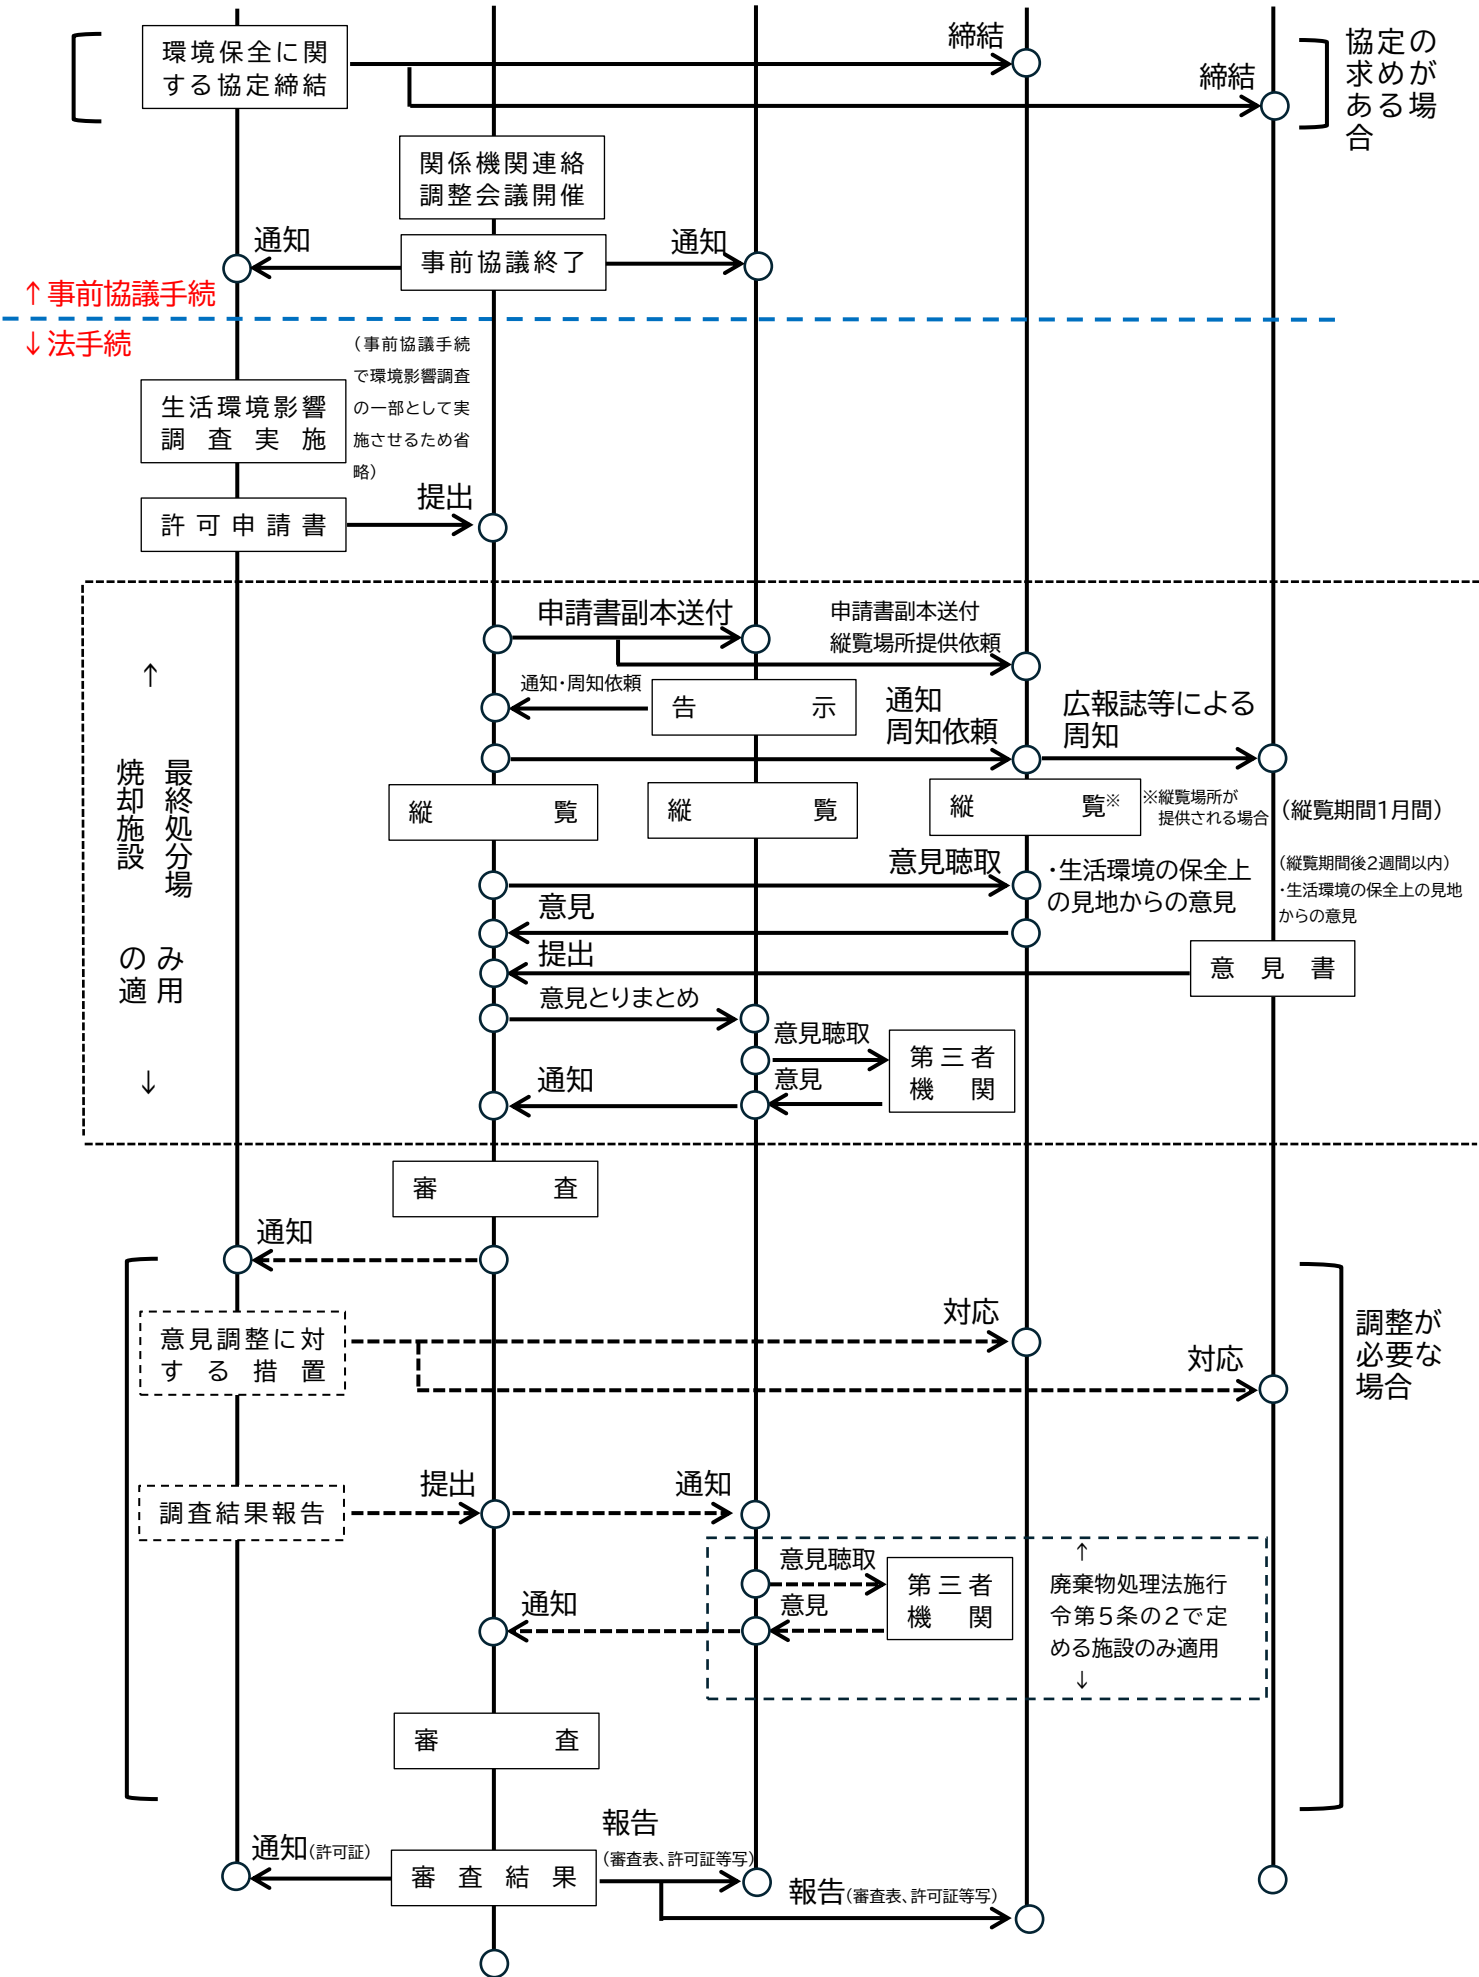 環境保全に関
する協定締結
締結
締結
協定の
求めが
ある場
合
関係機関連絡
調整会議開催
通知
事前協議終了
通知
↑事前協議手続
↓法手続
（事前協議手続
で環境影響調査
の一部として実
施させるため省
略）
生活環境影響
調査実施
許可申請書
提出
申請書副本送付
申請書副本送付
縦覧場所提供依頼
通知・周知依頼
告示
通知
周知依頼
広報誌等による
周知
↑
最終処分場
焼却施設
のみ
適用
↓
縦覧
縦覧
縦覧※
※縦覧場所が
提供される場合
（縦覧期間1月間）
意見聴取
・生活環境の保全上
の見地からの意見
（縦覧期間後2週間以内）
・生活環境の保全上の見地
からの意見
意見
提出
意見書
意見とりまとめ
意見聴取
第三者
機関
意見
通知
審査
通知
意見調整に対
する措置
対応
対応
調整が
必要な
場合
調査結果報告
提出
通知
意見聴取
第三者
機関
意見
通知
↑
廃棄物処理法施行
令第5条の2で定
める施設のみ適用
↓
審査
通知（許可証）
審査結果
報告
（審査表、許可証等写）
報告（審査表、許可証等写）